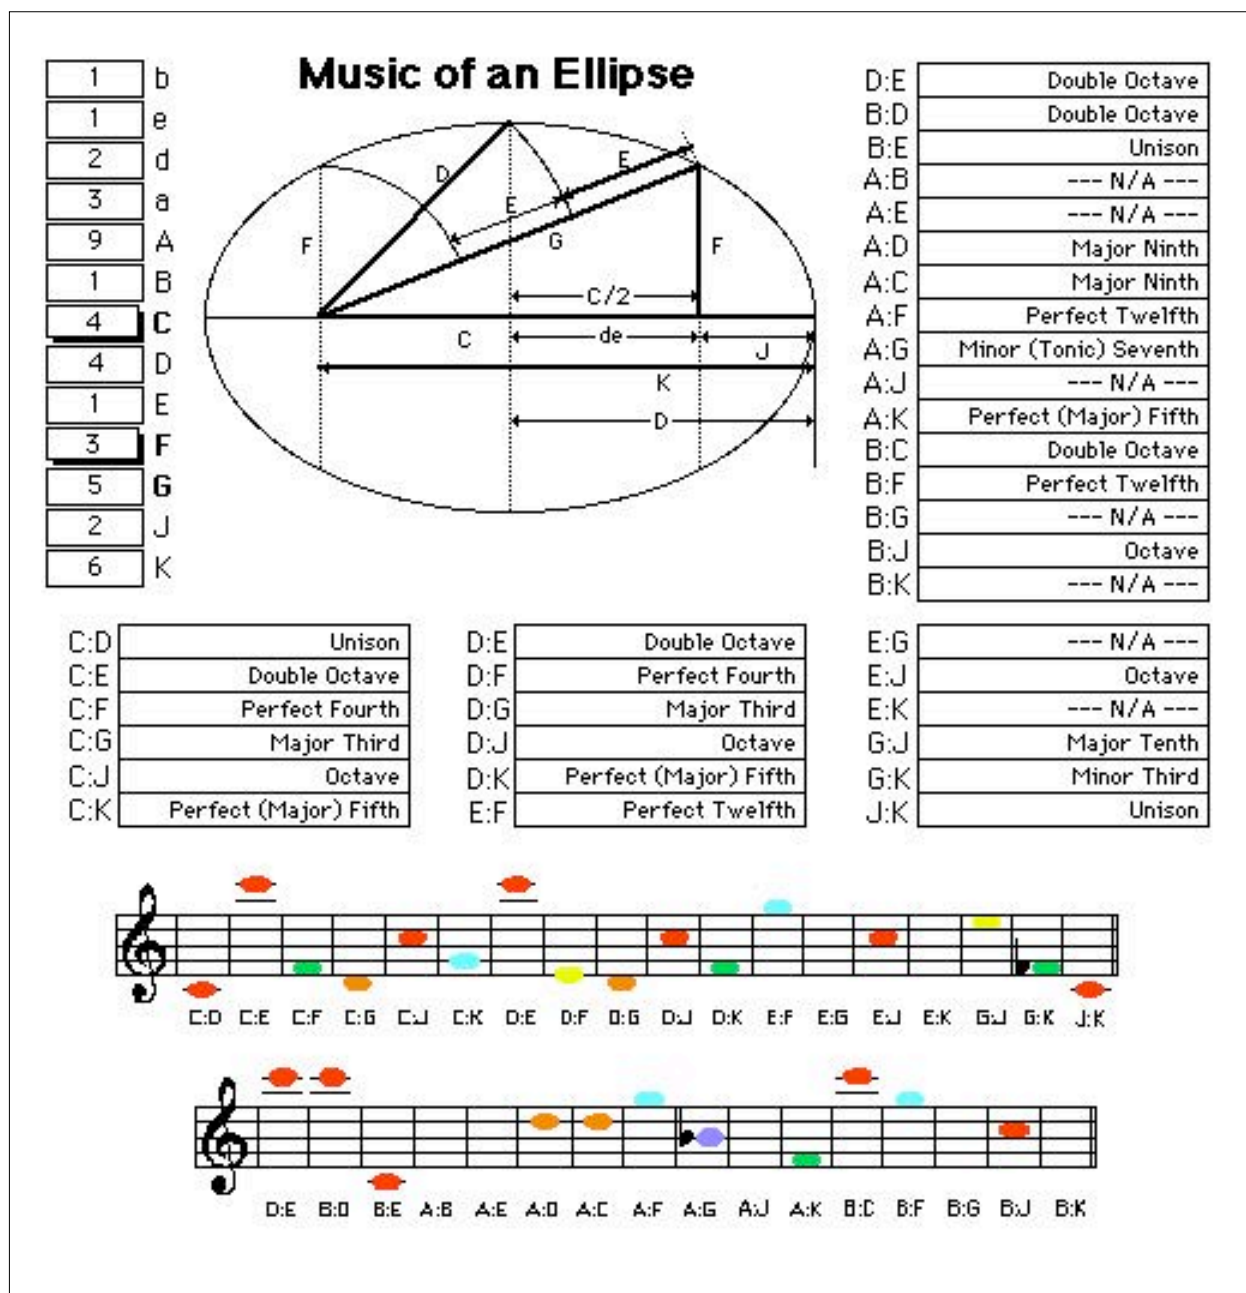 Music of an Ellipse
1 b
1 e
2 d
3 a
9 A
1 B
4 C
4 D
1 E
3 F
5 G
2 J
6 K
D
E
E
G
F
F
C/2
C
de
J
K
D
D:E Double Octave
B:D Double Octave
B:E Unison
A:B --- N/A ---
A:E --- N/A ---
A:D Major Ninth
A:C Major Ninth
A:F Perfect Twelfth
A:G Minor (Tonic) Seventh
A:J --- N/A ---
A:K Perfect (Major) Fifth
B:C Double Octave
B:F Perfect Twelfth
B:G --- N/A ---
B:J Octave
B:K --- N/A ---
C:D Unison
C:E Double Octave
C:F Perfect Fourth
C:G Major Third
C:J Octave
C:K Perfect (Major) Fifth
D:E Double Octave
D:F Perfect Fourth
D:G Major Third
D:J Octave
D:K Perfect (Major) Fifth
E:F Perfect Twelfth
E:G --- N/A ---
E:J Octave
E:K --- N/A ---
G:J Major Tenth
G:K Minor Third
J:K Unison
C:D C:E C:F C:G C:J C:K D:E D:F D:G D:J D:K E:F E:G E:J E:K G:J G:K J:K
D:E B:D B:E A:B A:E A:D A:C A:F A:G A:J A:K B:C B:F B:G B:J B:K